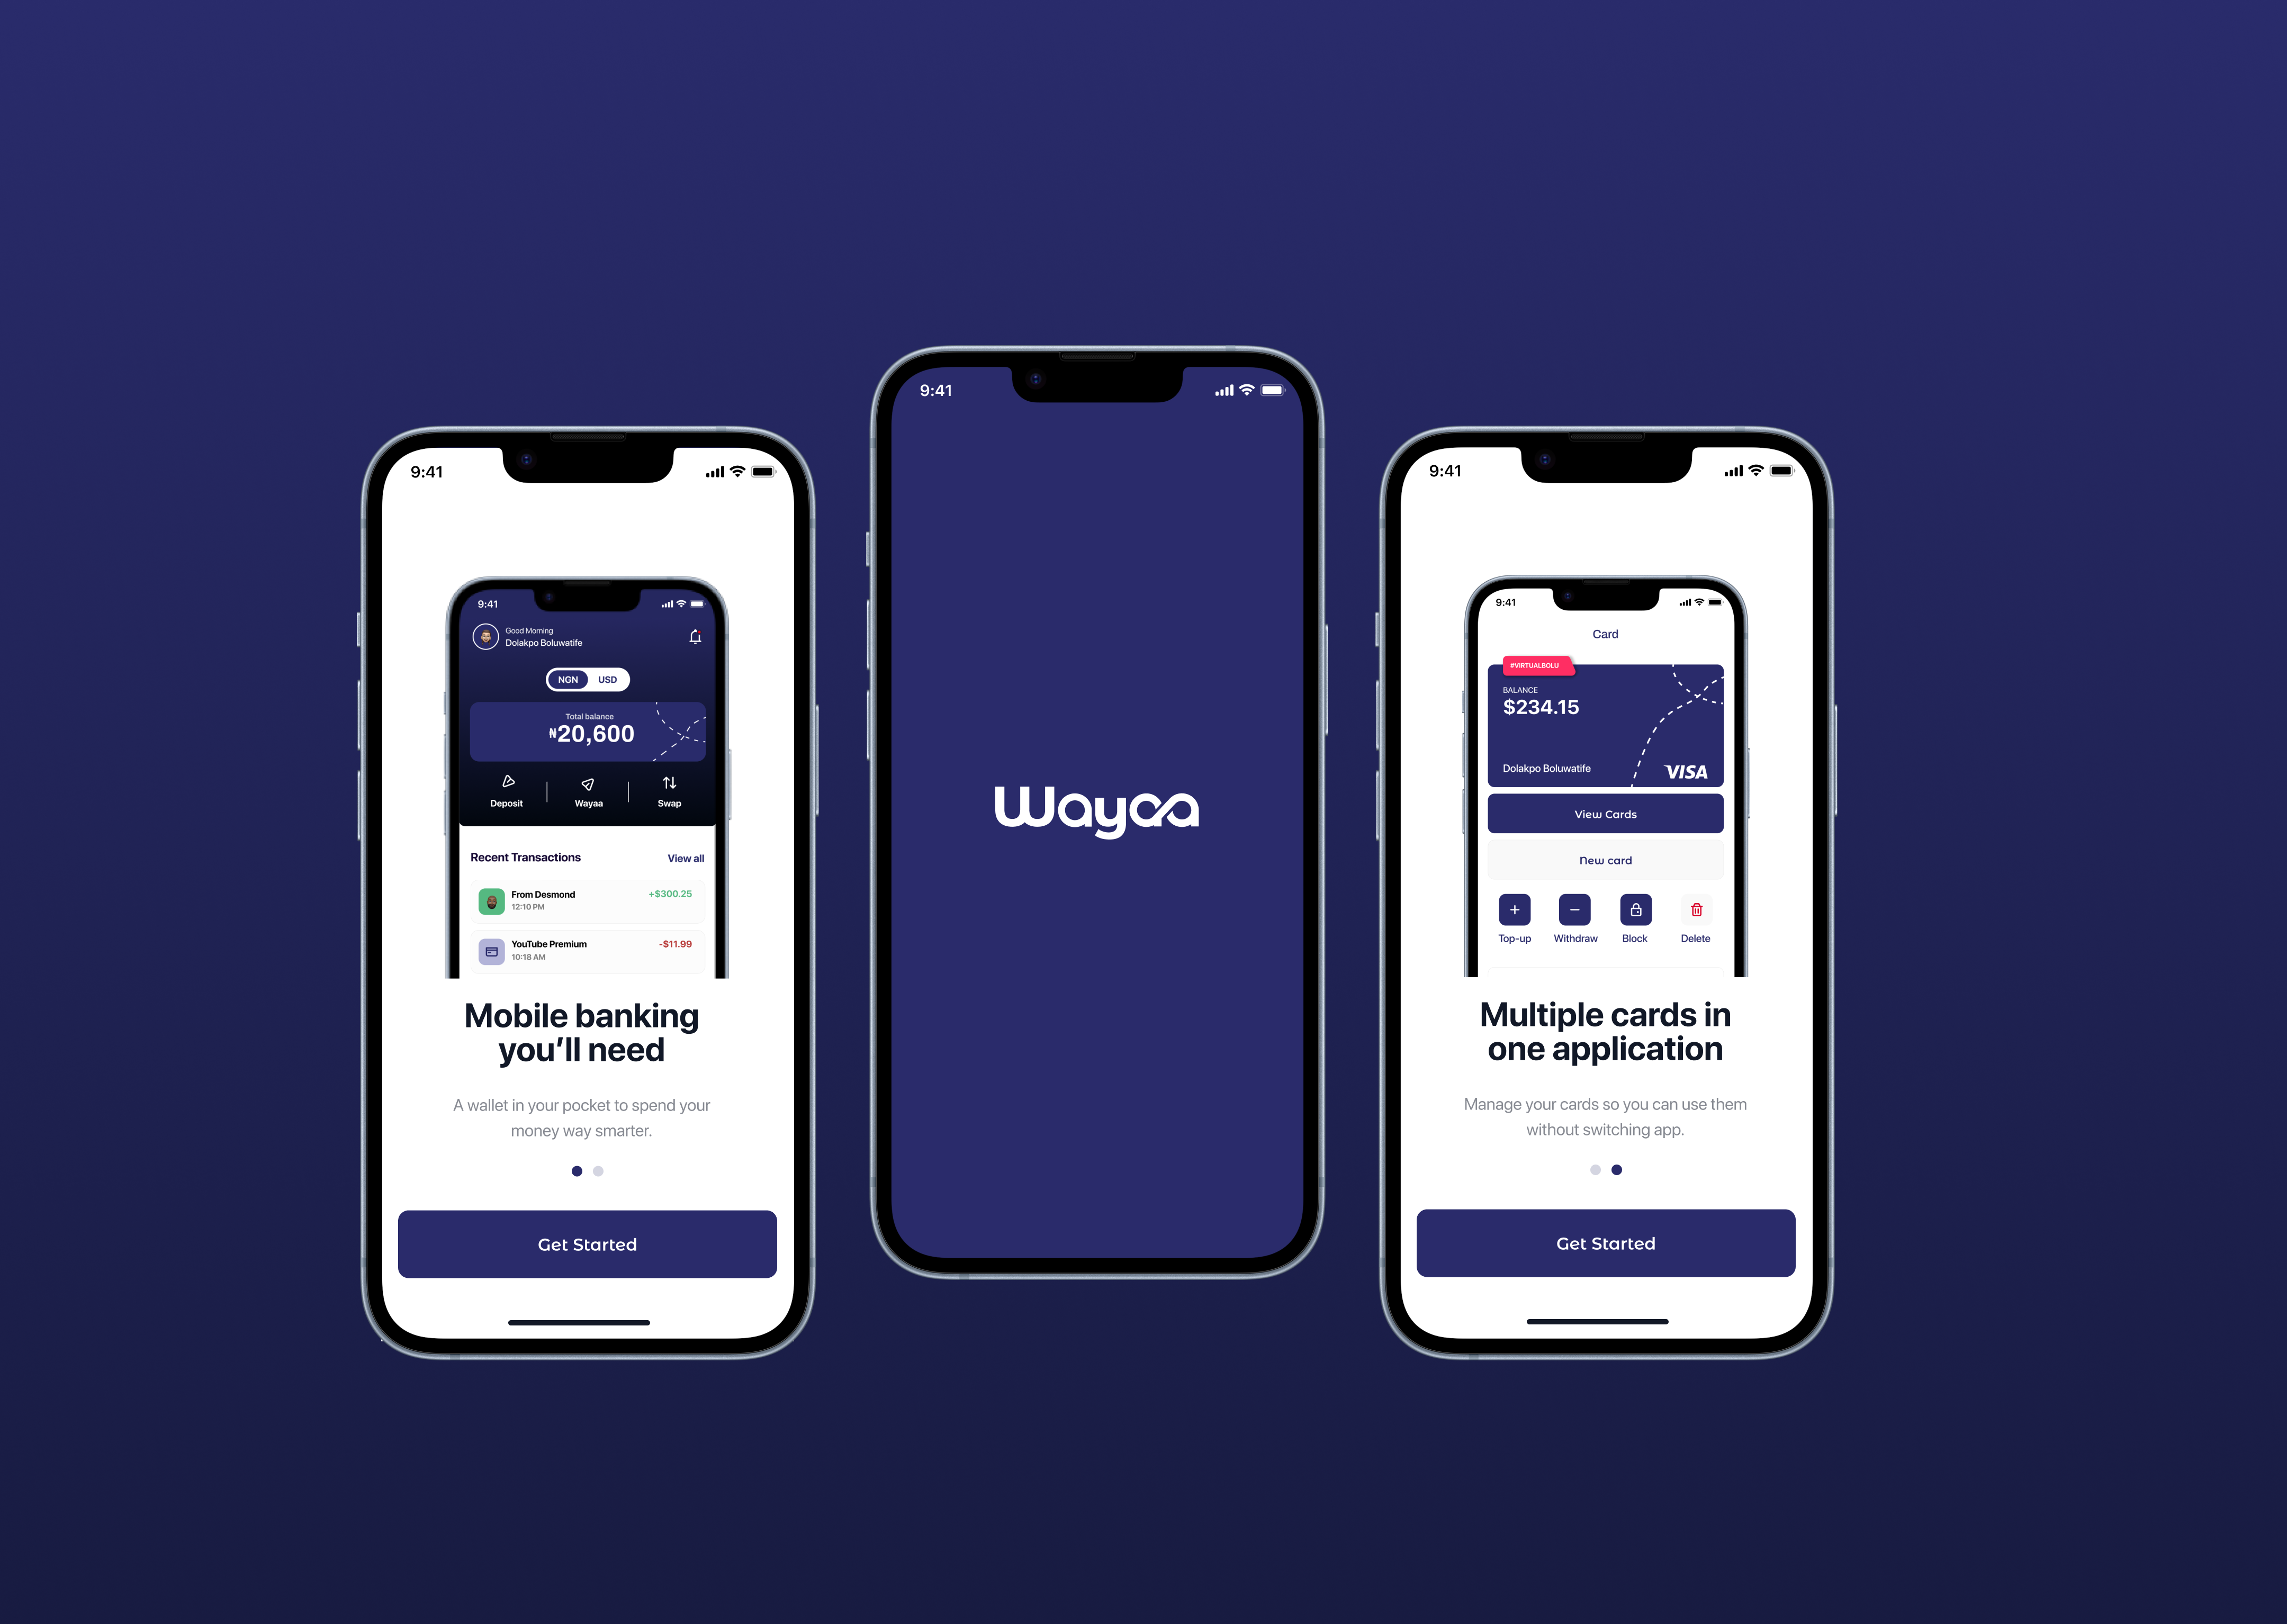 9:41
9:41
Good Morning
Dolakpo Boluwatife
NGN USD
Total balance
₦20,600
Deposit Wayaa Swap
Recent Transactions View all
From Desmond +$300.25
12:10 PM
YouTube Premium -$11.99
10:18 AM
Mobile banking
you’ll need
A wallet in your pocket to spend your
money way smarter.
Get Started
9:41
Wayaa
9:41
9:41
Card
#VIRTUALBOLU
BALANCE
$234.15
Dolakpo Boluwatife VISA
View Cards
New card
Top-up Withdraw Block Delete
Multiple cards in
one application
Manage your cards so you can use them
without switching app.
Get Started